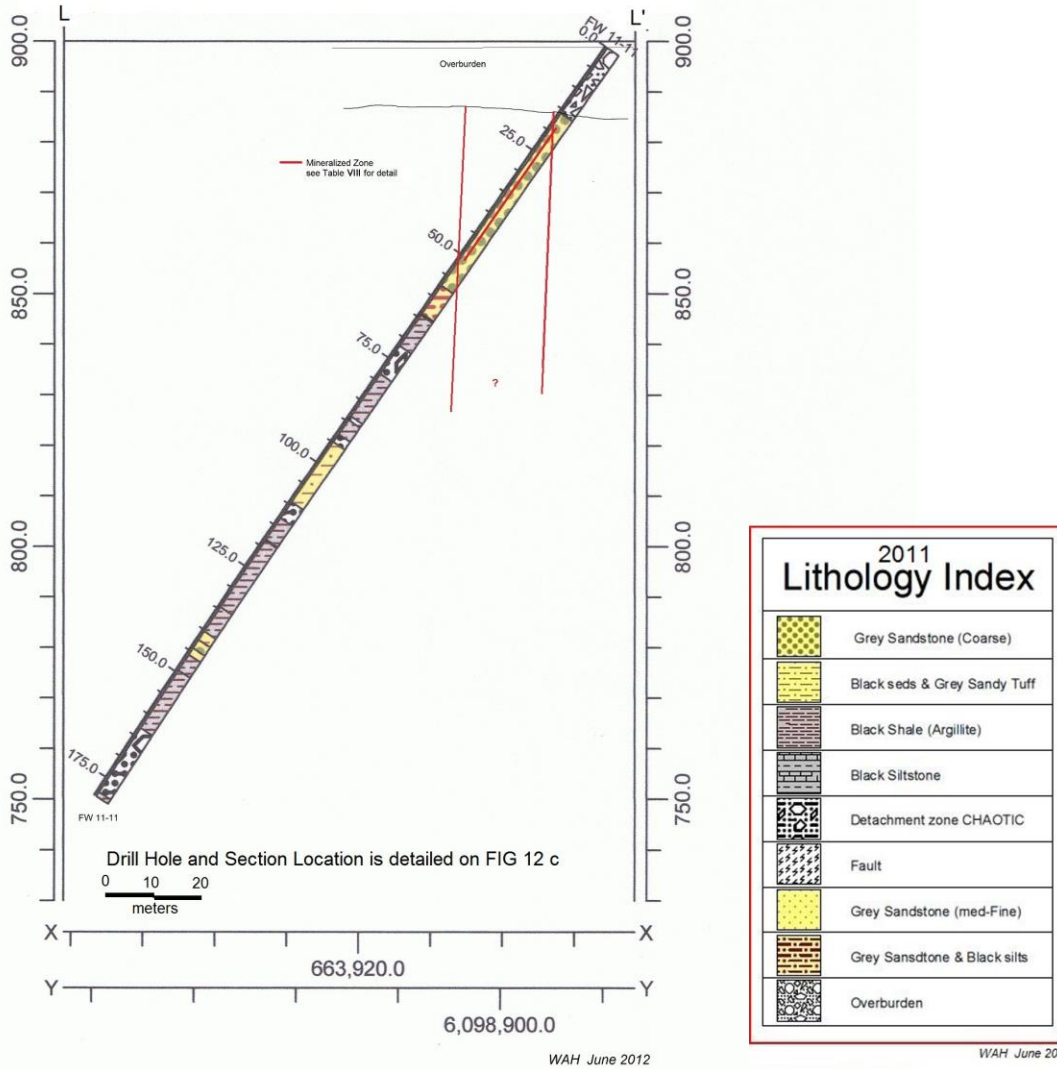 L
L'
900.0
900.0
FW 11-11
0.0
Overburden
25.0
Mineralized Zone
see Table VIII for detail
50.0
850.0
850.0
75.0
?
100.0
800.0
800.0
125.0
150.0
175.0
750.0
750.0
FW 11-11
Drill Hole and Section Location is detailed on FIG 12 c
0 10 20
meters
X X
663,920.0
Y Y
6,098,900.0
WAH June 2012
2011
Lithology Index
Grey Sandstone (Coarse)
Black seds & Grey Sandy Tuff
Black Shale (Argillite)
Black Siltstone
Detachment zone CHAOTIC
Fault
Grey Sandstone (med-Fine)
Grey Sansdtone & Black silts
Overburden
WAH June 20